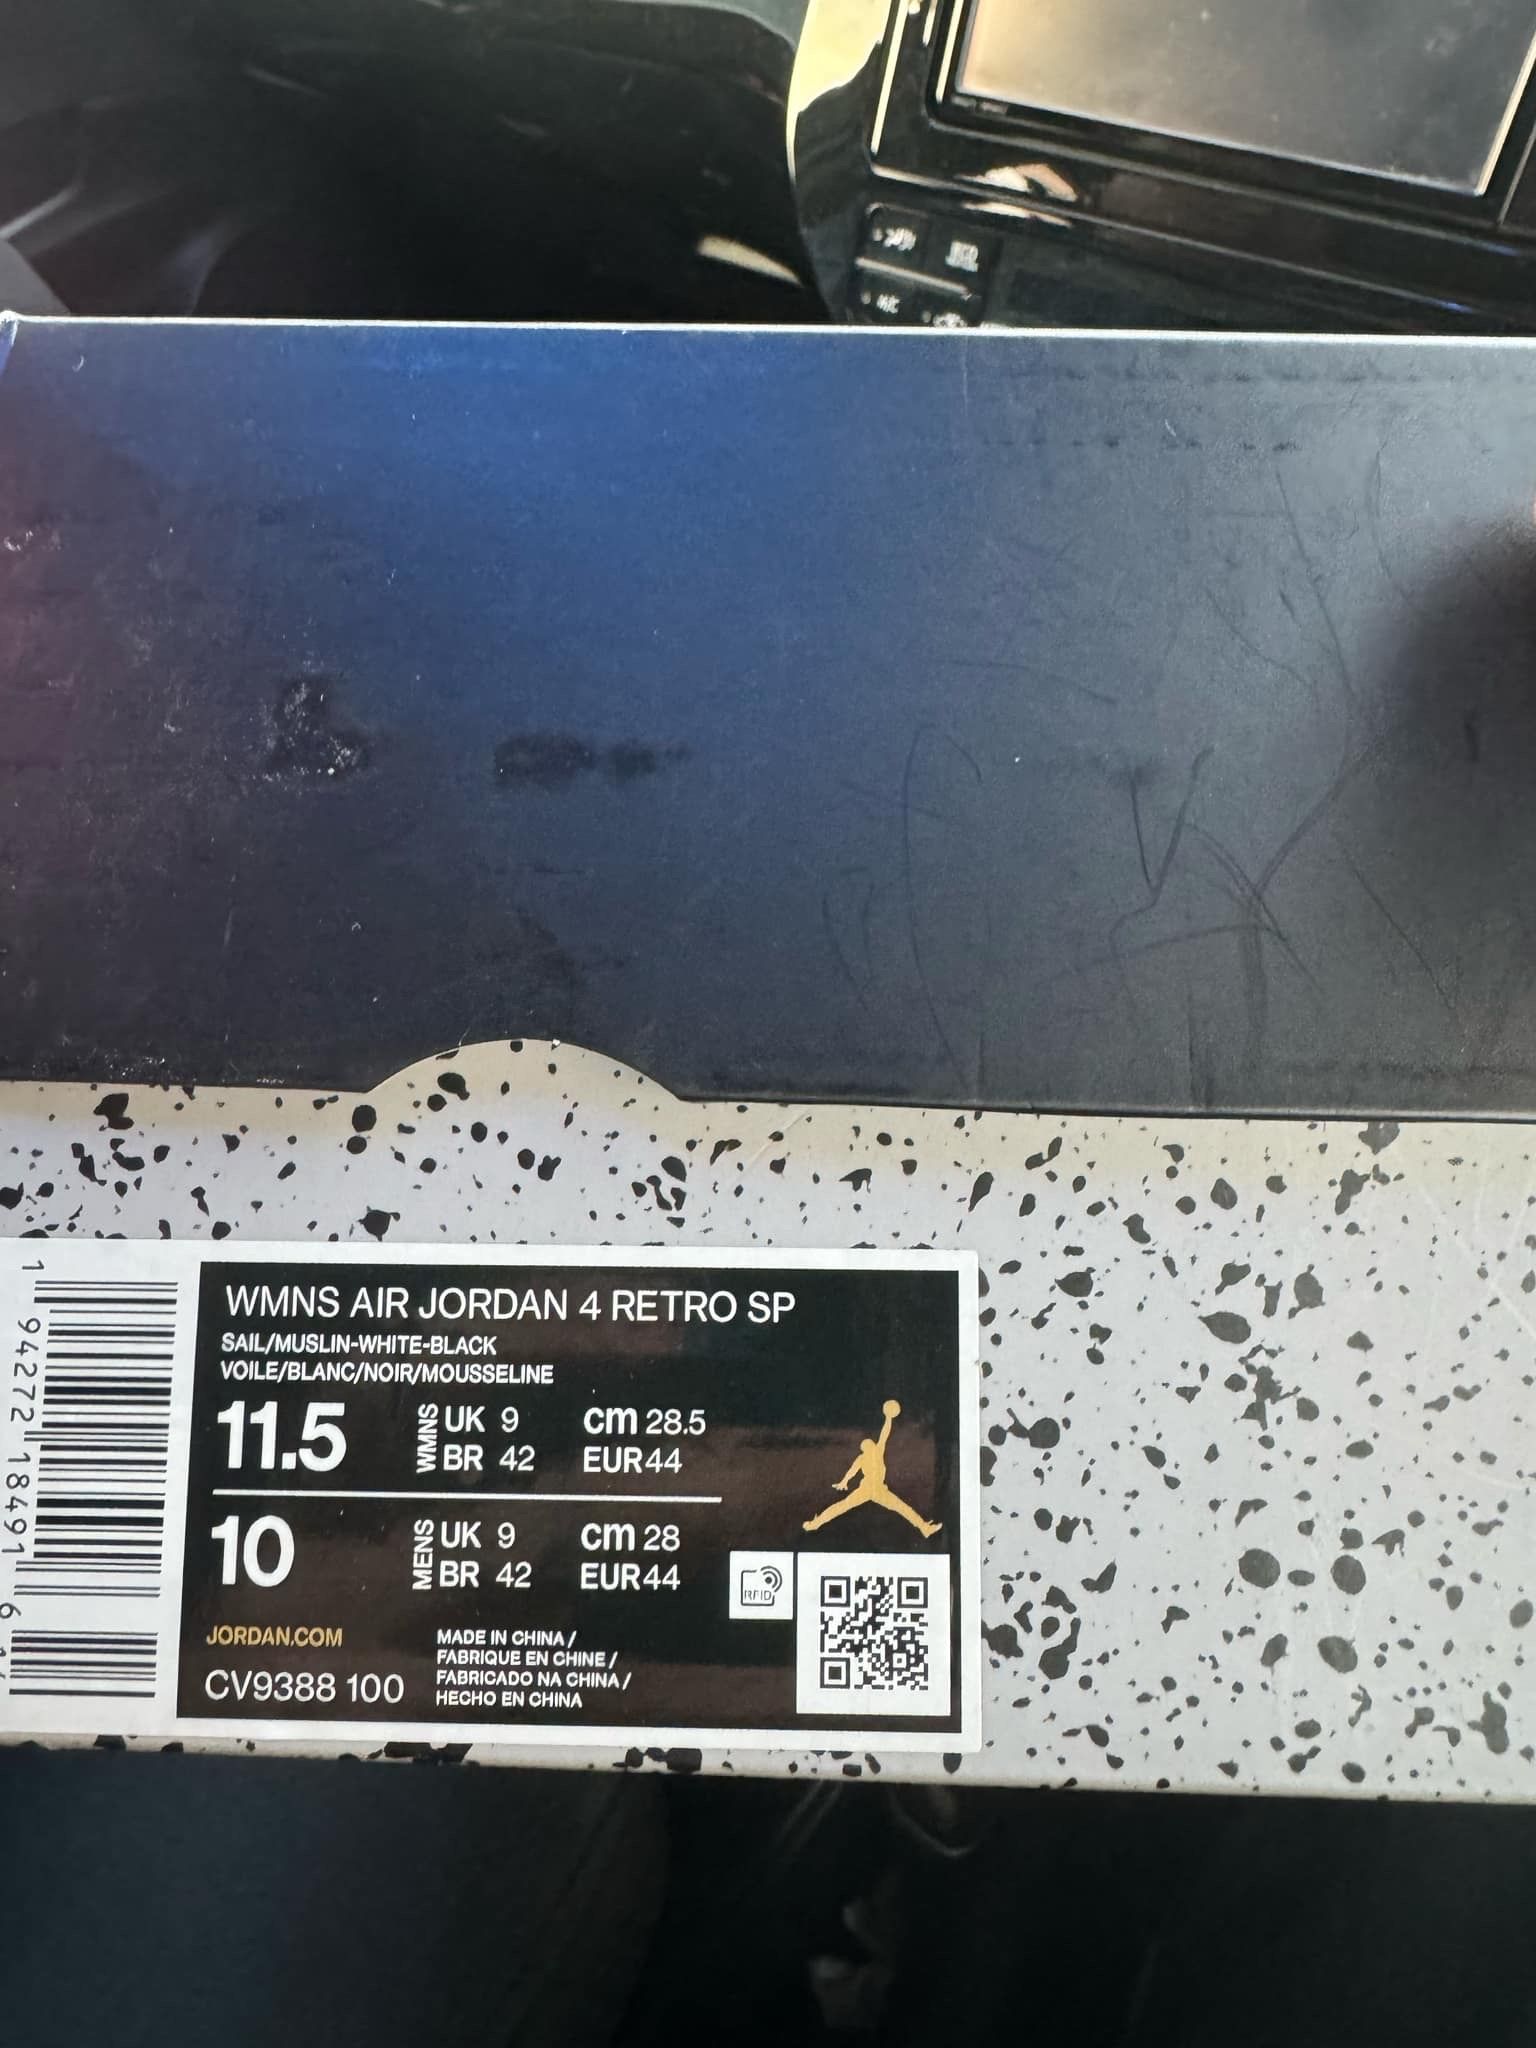 WMNS AIR JORDAN 4 RETRO SP
SAIL/MUSLIN-WHITE-BLACK
VOILE/BLANC/NOIR/MOUSSELINE
11.5 WMNS UK 9 cm 28.5
BR 42 EUR44
10 MENS UK 9 cm 28
BR 42 EUR44
RFID
JORDAN.COM
CV9388 100
MADE IN CHINA /
FABRIQUE EN CHINE /
FABRICADO NA CHINA /
HECHO EN CHINA
1 94272 18491 6